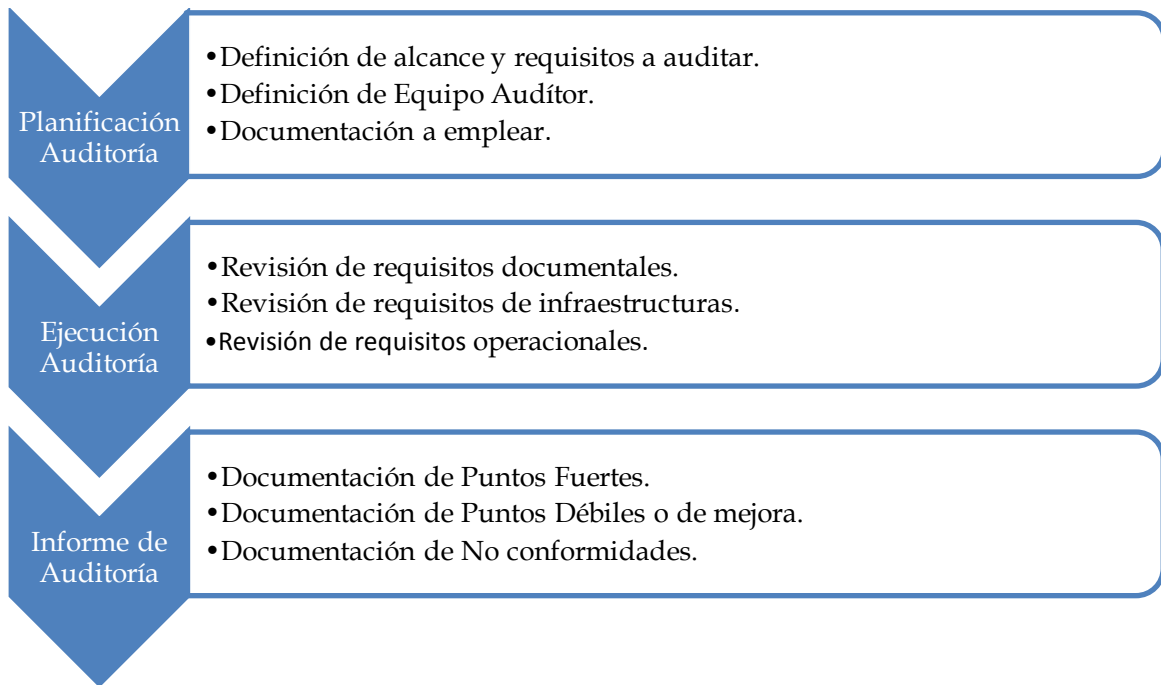 Planificación
Auditoría
•Definición de alcance y requisitos a auditar.
•Definición de Equipo Audítor.
•Documentación a emplear.
Ejecución
Auditoría
•Revisión de requisitos documentales.
•Revisión de requisitos de infraestructuras.
•Revisión de requisitos operacionales.
Informe de
Auditoría
•Documentación de Puntos Fuertes.
•Documentación de Puntos Débiles o de mejora.
•Documentación de No conformidades.